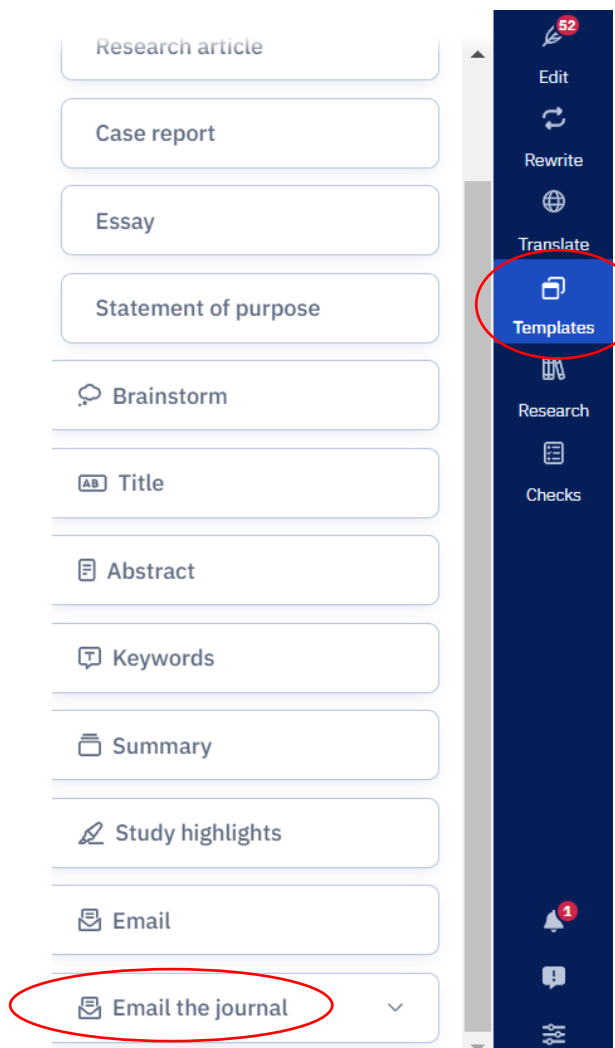 Research article
Case report
Essay
Statement of purpose
Brainstorm
AB Title
Abstract
T Keywords
Summary
Study highlights
Email
Email the journal
52
Edit
Rewrite
Translate
Templates
Research
Checks
1